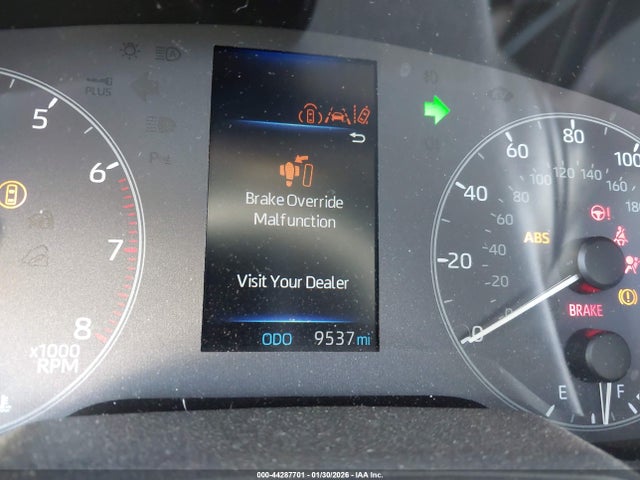 PLUS
5
6
7
8
x1000
RPM
Brake Override
Malfunction
Visit Your Dealer
ODO 9537 mi
0
20
40
60
80
100
20
40
60
80
100
120
140
160
180
ABS
BRAKE
E
F
000-44287701 - 01/30/2026 - IAA Inc.